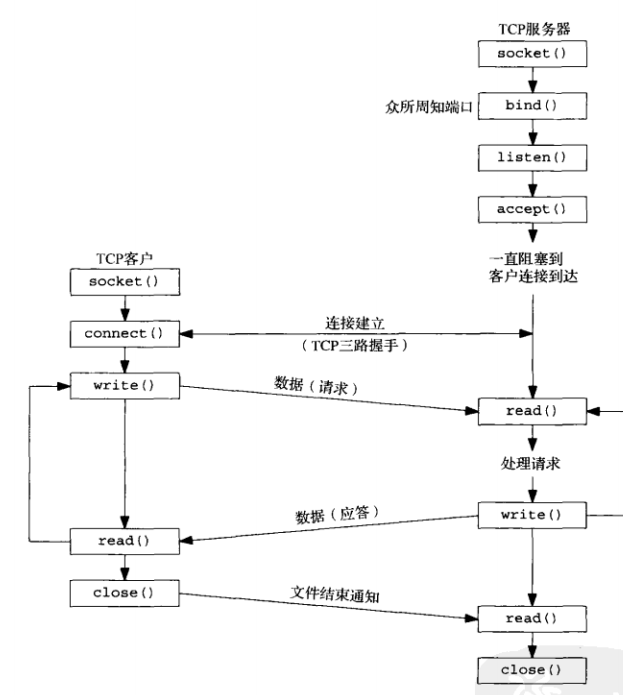 TCP服务器
socket()
众所周知端口
bind()
listen()
accept()
一直阻塞到
客户连接到达
TCP客户
socket()
connect()
连接建立
（TCP三路握手）
write()
数据（请求）
read()
处理请求
write()
数据（应答）
read()
close()
文件结束通知
read()
close()